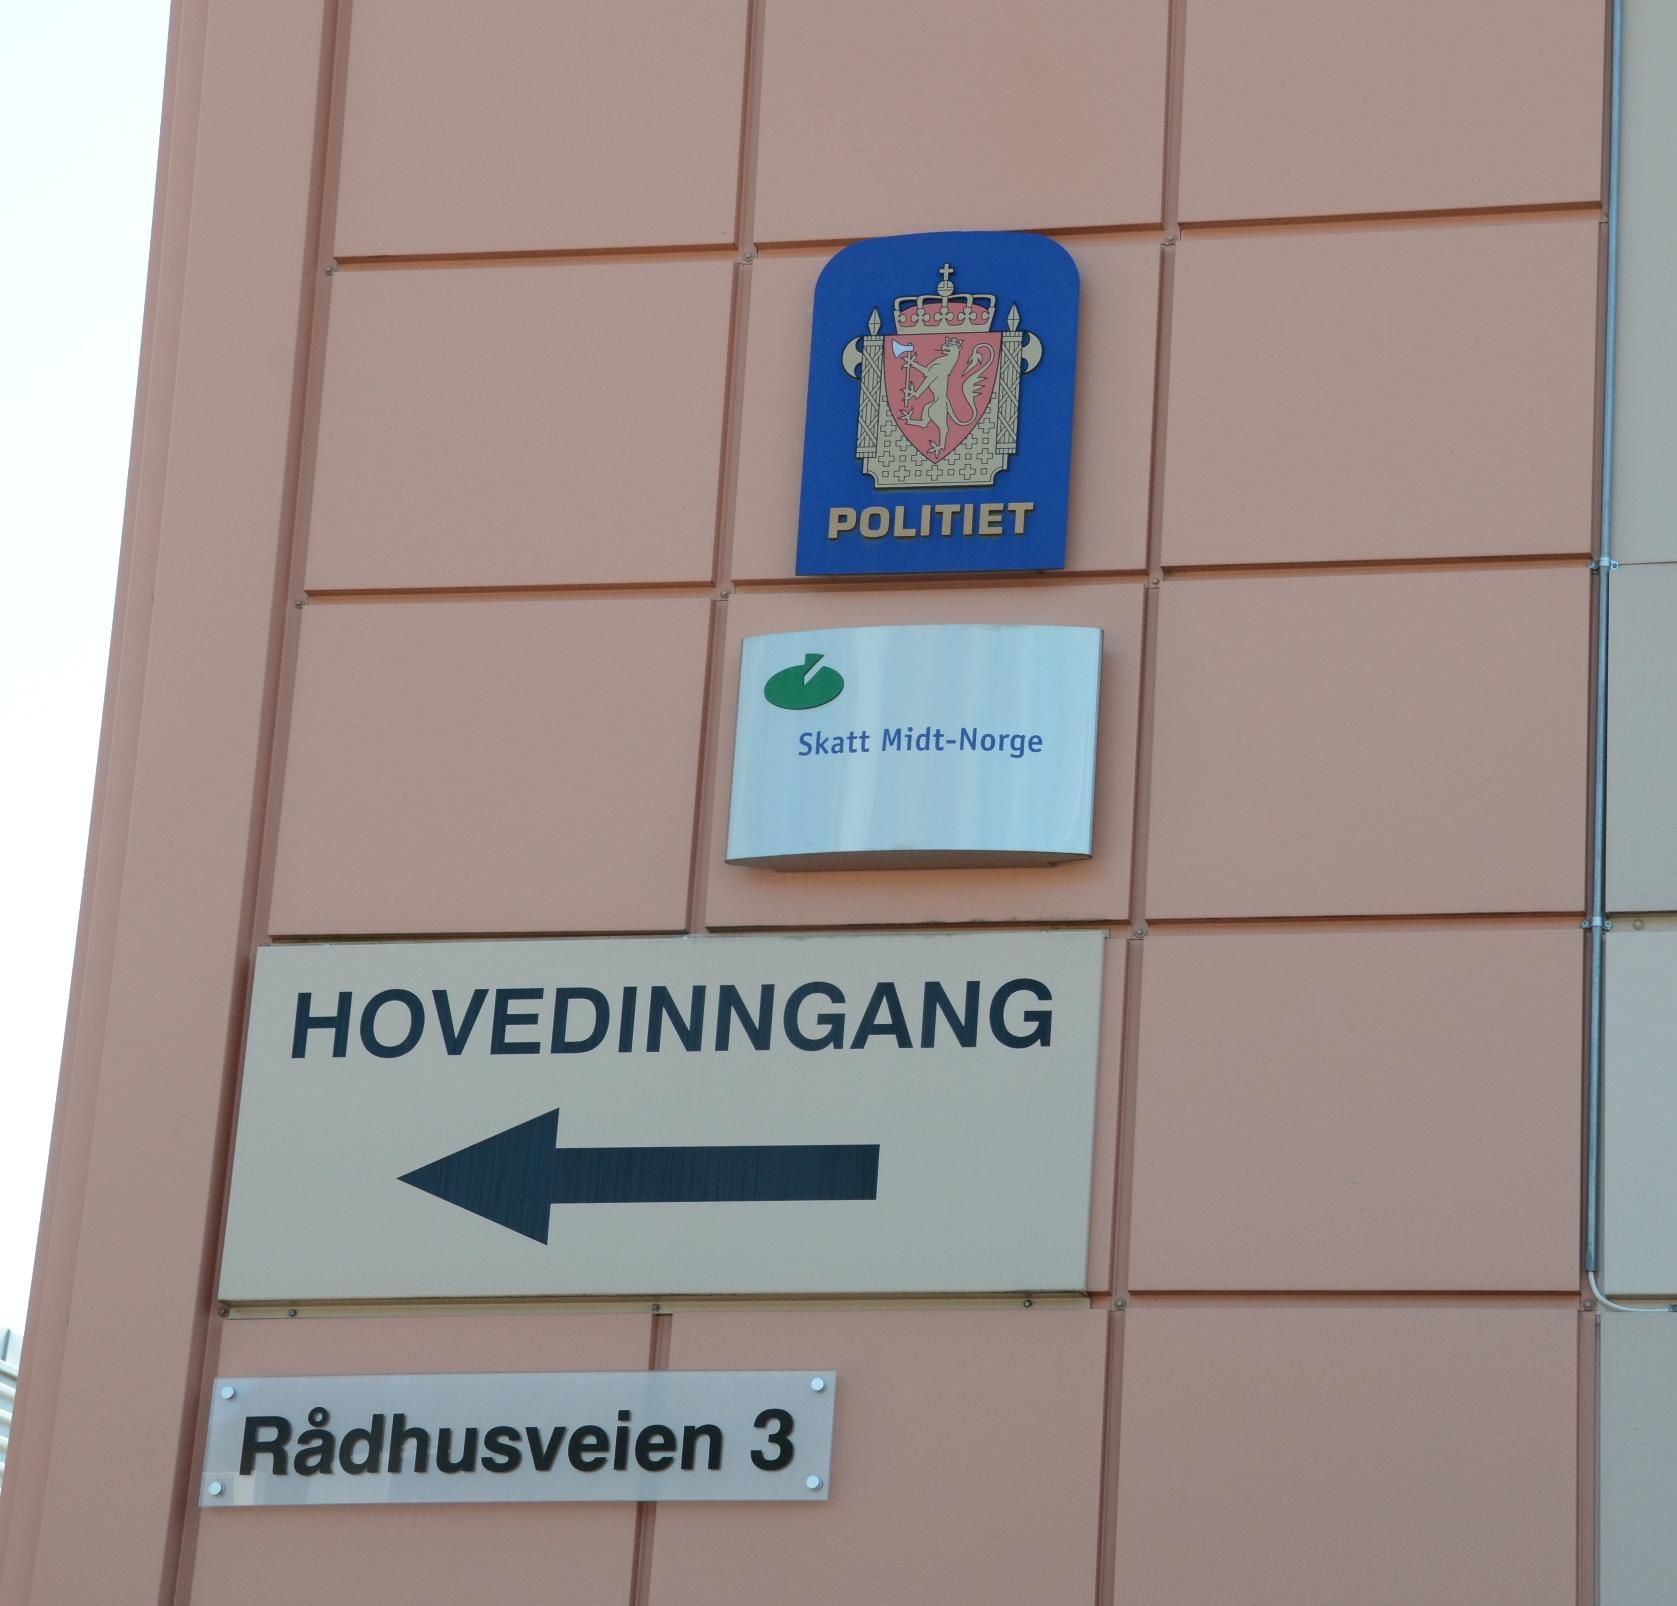 POLITIET
Skatt Midt-Norge
HOVEDINNGANG
Rådhusveien 3